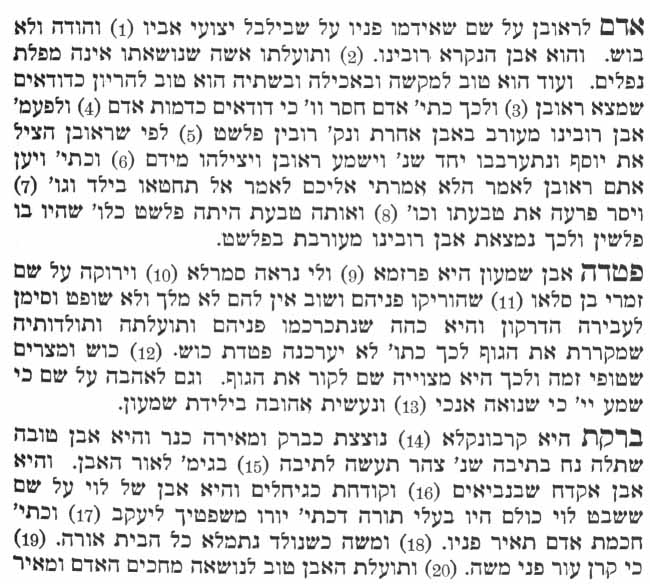 אדם לראובן על שם שאידמו פניו על שבילבל יצועי אביו (1) והודה ולא
בוש. והוא אבן הנקרא רובינו. (2) ותועלתו אשה שנושאתו אינה מפלת
נפלים. ועוד הוא טוב למקשה ובאכילה ובשתיה הוא טוב להריון כדודאים
שמצא ראובן (3) ולכך כתי׳ אדם חסר וו׳ כי דודאים כדמות אדם (4) ולפעמ׳
אבן רובינו מעורב באבן אחרת ונק׳ רובין פלשט (5) לפי שראובן הציל
את יוסף ונתערבבו יחד שנ׳ וישמע ראובן ויצילהו מידם (6) וכתי׳ ויען
אתם ראובן לאמר הלא אמרתי אליכם לאמר אל תחטאו בילד וגו׳ (7)
ויסר פרעה את טבעתו וכו׳ (8) ואותה טבעת היתה פלשט כלו׳ שהיו בו
פלשין ולכך נמצאת אבן רובינו מעורבת בפלשט.
פטדה אבן שמעון היא פרזמא (9) ולי נראה סמרלא (10) וירוקה על שם
זמרי בן סלאו (11) שהוריקו פניהם ושוב אין להם לא מלך ולא שופט וסימן
לעבירה הדרקון והיא כהה שנתכרכמו פניהם ותועלתה ותולדותיה
שמקררת את הגוף לכך כתו׳ לא יערכנה פטדת כוש. (12) כוש ומצרים
שטופי זמה ולכך היא מצוייה שם לקור את הגוף. וגם לאהבה על שם כי
שמע יי׳ כי שנואה אנכי (13) ונעשית אהובה בילידת שמעון.
ברקת היא קרבונקלא (14) נוצצת כברק ומאירה כנר והיא אבן טובה
שתלה נח בתיבה שנ׳ צהר תעשה לתיבה (15) בגימ׳ לאור האבן. והיא
אבן אקדח שבנביאים (16) וקודחת כגיחלים והיא אבן של לוי על שם
ששבט לוי כולם היו בעלי תורה דכתי׳ יורו משפטיך ליעקב (17) וכתי׳
חכמת אדם תאיר פניו. (18) ומשה כשנולד נתמלא כל הבית אורה. (19)
כי קרן עור פני משה. (20) ותועלת האבן טוב לנושאה מחכים האדם ומאיר